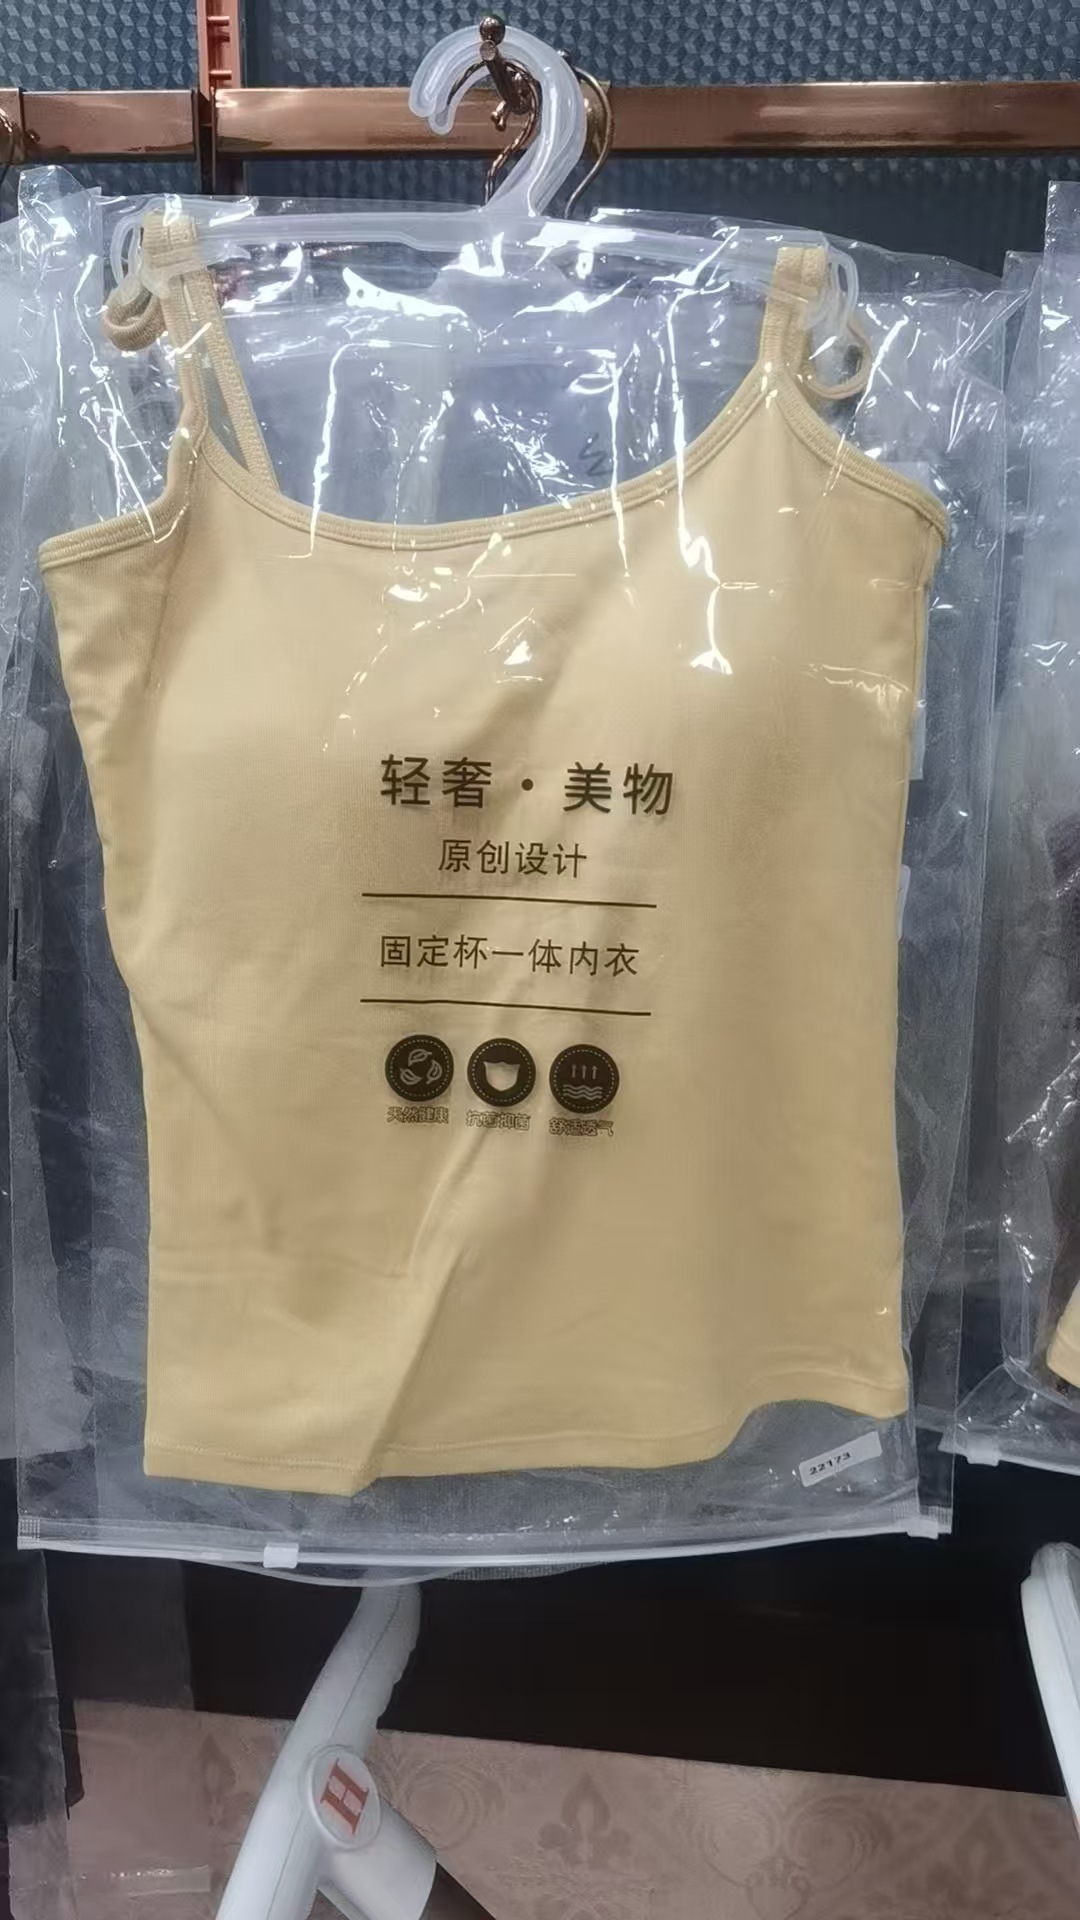 轻奢·美物
原创设计
固定杯一体内衣
天然健康 抗菌抑菌 舒适透气
22173
H